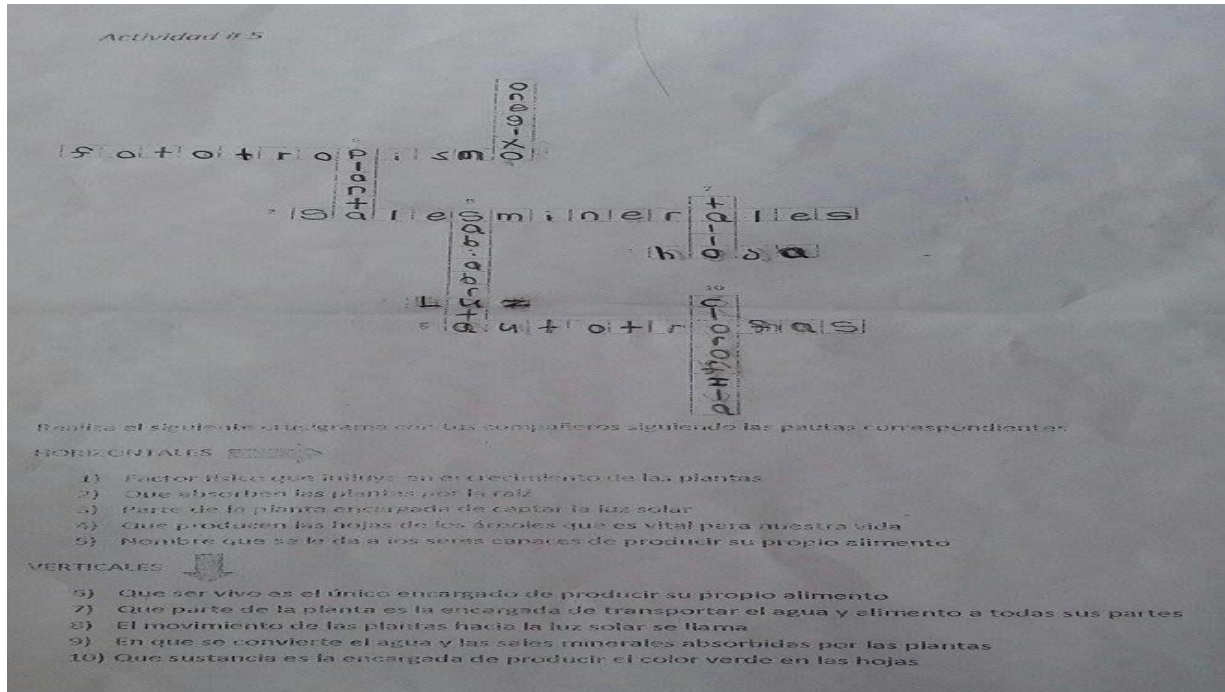 Actividad # 5
oxigeno
fototropismo
planta
7
salesminerales
tallo
hoja
sabia bruta
Luz
10
5
autotrofas
clorofila
Realiza el siguiente crucigrama con tus compañeros siguiendo las pautas correspondientes
HORIZONTALES
1) Factor físico que influye en el crecimiento de las plantas
2) Que absorben las plantas por la raíz
3) Parte de la planta encargada de captar la luz solar
4) Que producen las hojas de los árboles que es vital para nuestra vida
5) Nombre que se le da a los seres capaces de producir su propio alimento
VERTICALES
6) Que ser vivo es el único encargado de producir su propio alimento
7) Que parte de la planta es la encargada de transportar el agua y alimento a todas sus partes
8) El movimiento de las plantas hacia la luz solar se llama
9) En que se convierte el agua y las sales minerales absorbidas por las plantas
10) Que sustancia es la encargada de producir el color verde en las hojas